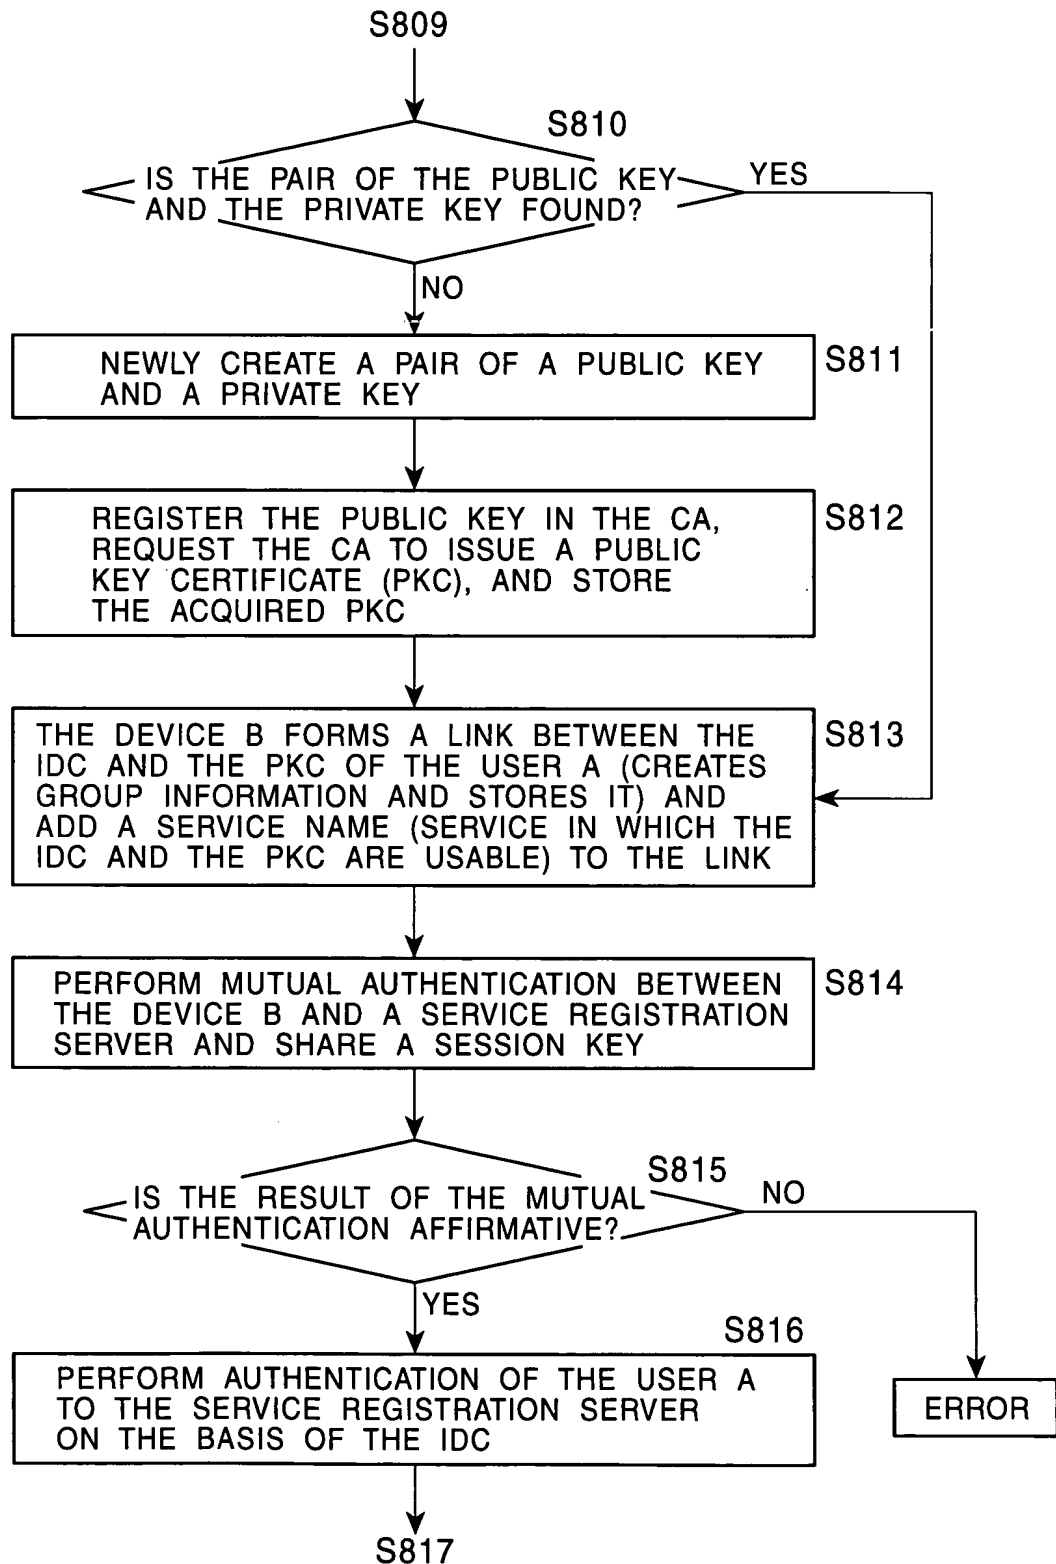 S809
S810
IS THE PAIR OF THE PUBLIC KEY
AND THE PRIVATE KEY FOUND?
YES
NO
NEWLY CREATE A PAIR OF A PUBLIC KEY
AND A PRIVATE KEY
S811
REGISTER THE PUBLIC KEY IN THE CA,
REQUEST THE CA TO ISSUE A PUBLIC
KEY CERTIFICATE (PKC), AND STORE
THE ACQUIRED PKC
S812
THE DEVICE B FORMS A LINK BETWEEN THE
IDC AND THE PKC OF THE USER A (CREATES
GROUP INFORMATION AND STORES IT) AND
ADD A SERVICE NAME (SERVICE IN WHICH THE
IDC AND THE PKC ARE USABLE) TO THE LINK
S813
PERFORM MUTUAL AUTHENTICATION BETWEEN
THE DEVICE B AND A SERVICE REGISTRATION
SERVER AND SHARE A SESSION KEY
S814
S815
IS THE RESULT OF THE MUTUAL
AUTHENTICATION AFFIRMATIVE?
NO
YES
S816
PERFORM AUTHENTICATION OF THE USER A
TO THE SERVICE REGISTRATION SERVER
ON THE BASIS OF THE IDC
ERROR
S817